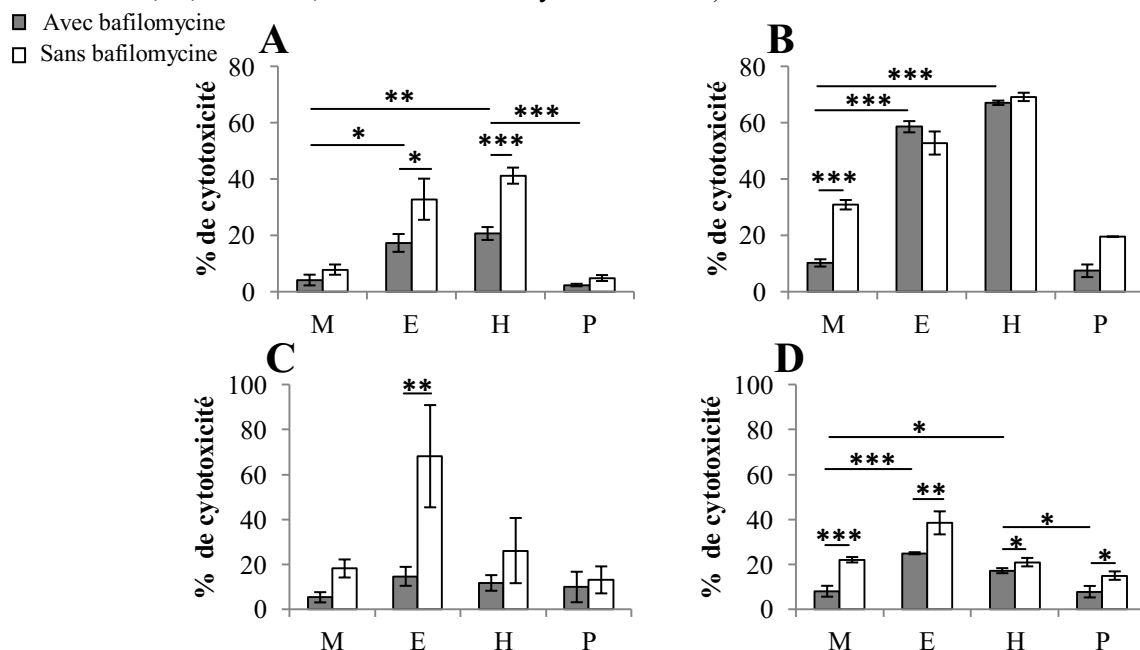 Avec bafilomycine
Sans bafilomycine
A
% de cytotoxicité
80
60
40
20
0
** 
***
*
*
***
M E H P
B
% de cytotoxicité
80
60
40
20
0
***
***
***
M E H P
C
% de cytotoxicité
100
80
60
40
20
0
**
M E H P
D
% de cytotoxicité
100
80
60
40
20
0
*
***
**
***
*
*
*
M E H P